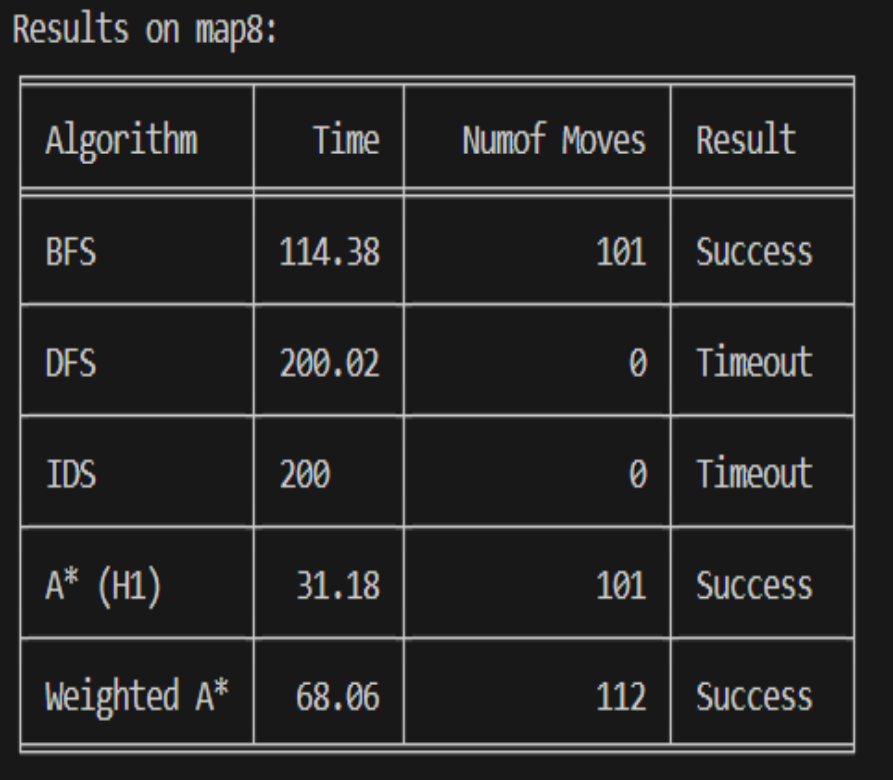 Results on map8:
Algorithm Time Numof Moves Result
BFS 114.38 101 Success
DFS 200.02 0 Timeout
IDS 200 0 Timeout
A* (H1) 31.18 101 Success
Weighted A* 68.06 112 Success